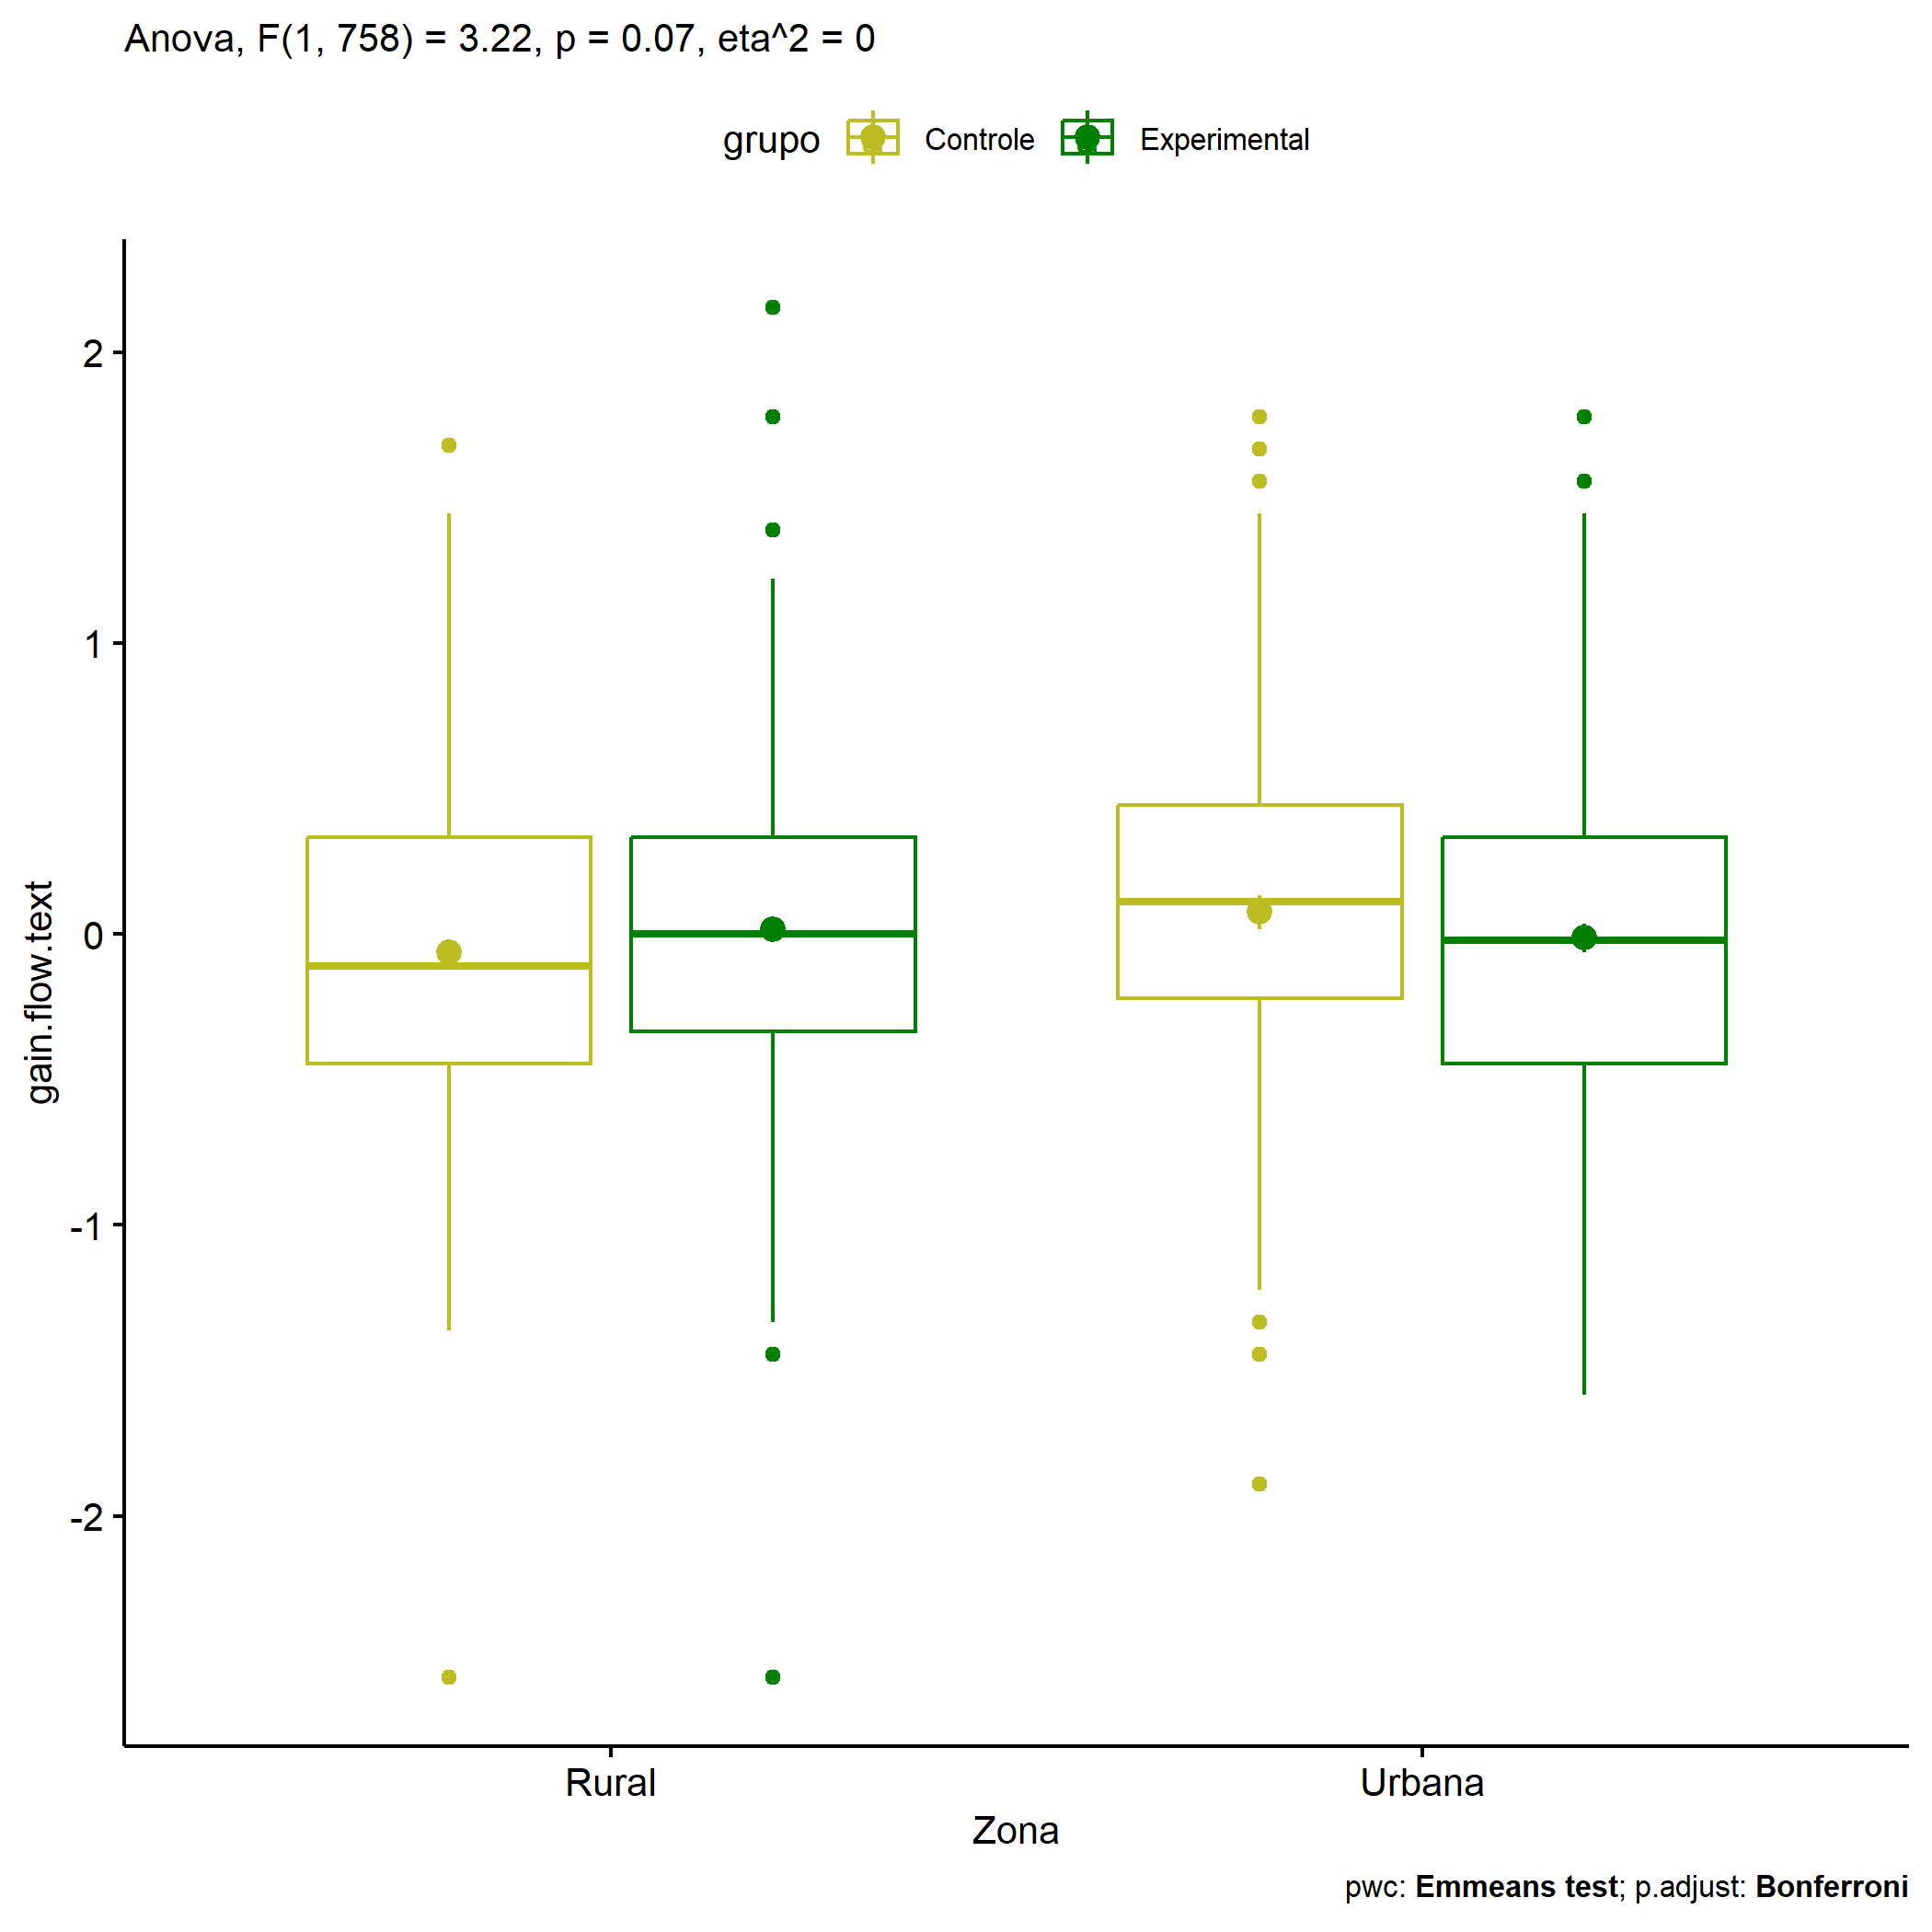 Anova, F(1, 758) = 3.22, p = 0.07, eta^2 = 0
grupo Controle Experimental
2
1
0
-1
-2
gain.flow.text
Rural Urbana
Zona
pwc: Emmeans test; p.adjust: Bonferroni